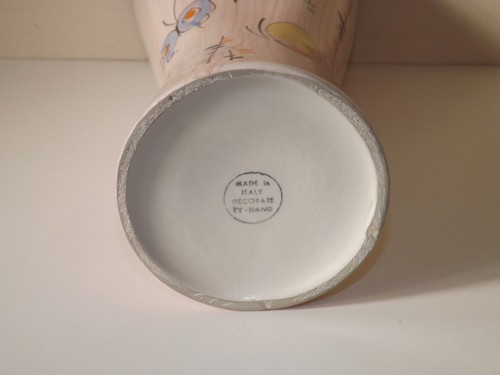 MADE in
ITALY
DECORATE
BY-HAND